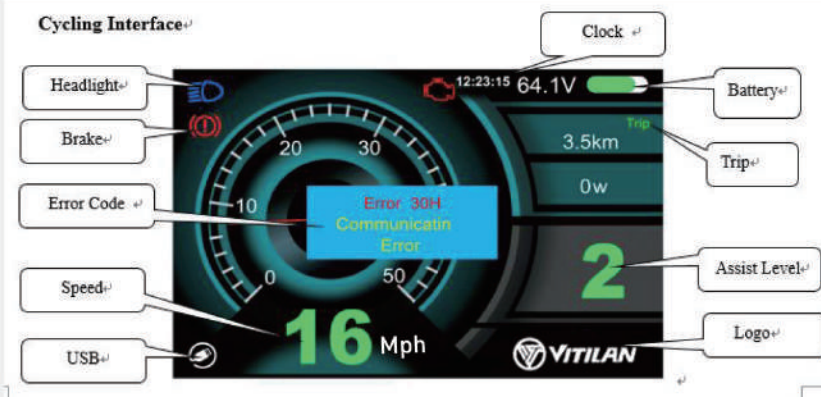 Cycling Interface
Clock
Headlight
12:23:15 64.1V
Battery
Brake
Trip
20
30
3.5km
Trip
0w
Error Code
10
Error 30H
Communicatin
Error
2
Assist Level
Speed
0
50
16 Mph
Logo
USB
VITILAN